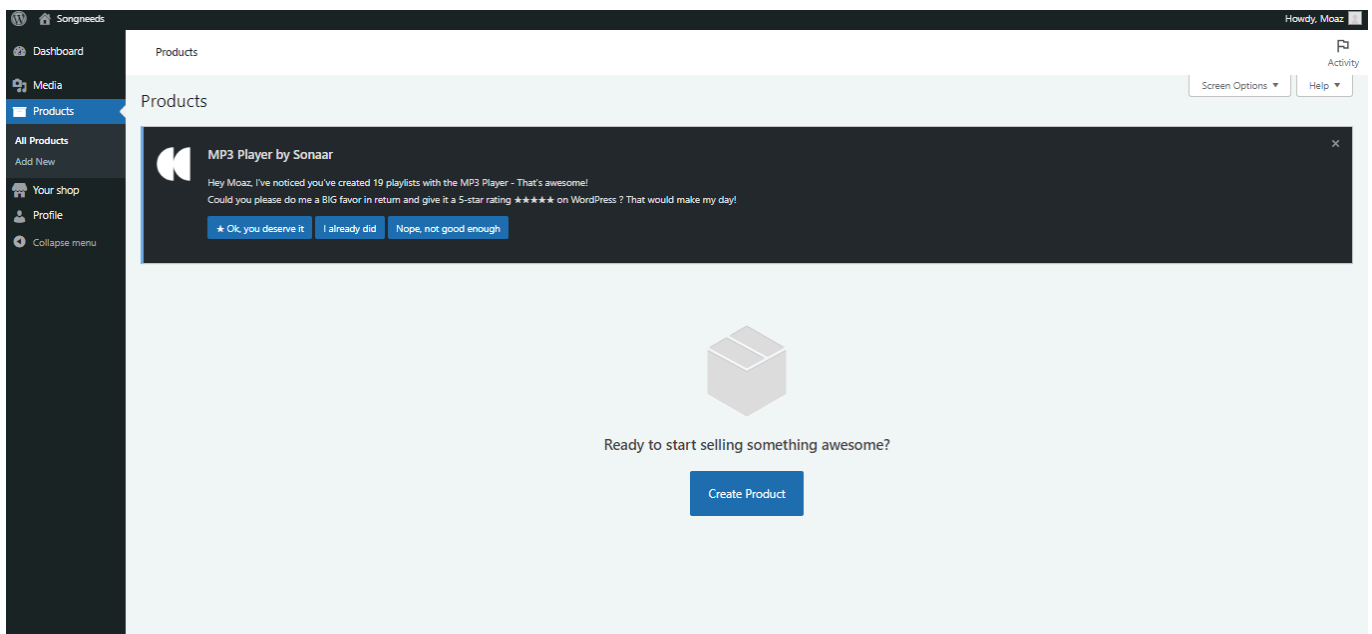 Songneeds
Howdy, Moaz
Dashboard
Media
Products
All Products
Add New
Your shop
Profile
Collapse menu
Products
Activity
Screen Options ▼
Help ▼
Products
MP3 Player by Sonaar
Hey Moaz, I've noticed you've created 19 playlists with the MP3 Player - That's awesome!
Could you please do me a BIG favor in return and give it a 5-star rating ★★★★★ on WordPress ? That would make my day!
★ Ok, you deserve it
I already did
Nope, not good enough
Ready to start selling something awesome?
Create Product